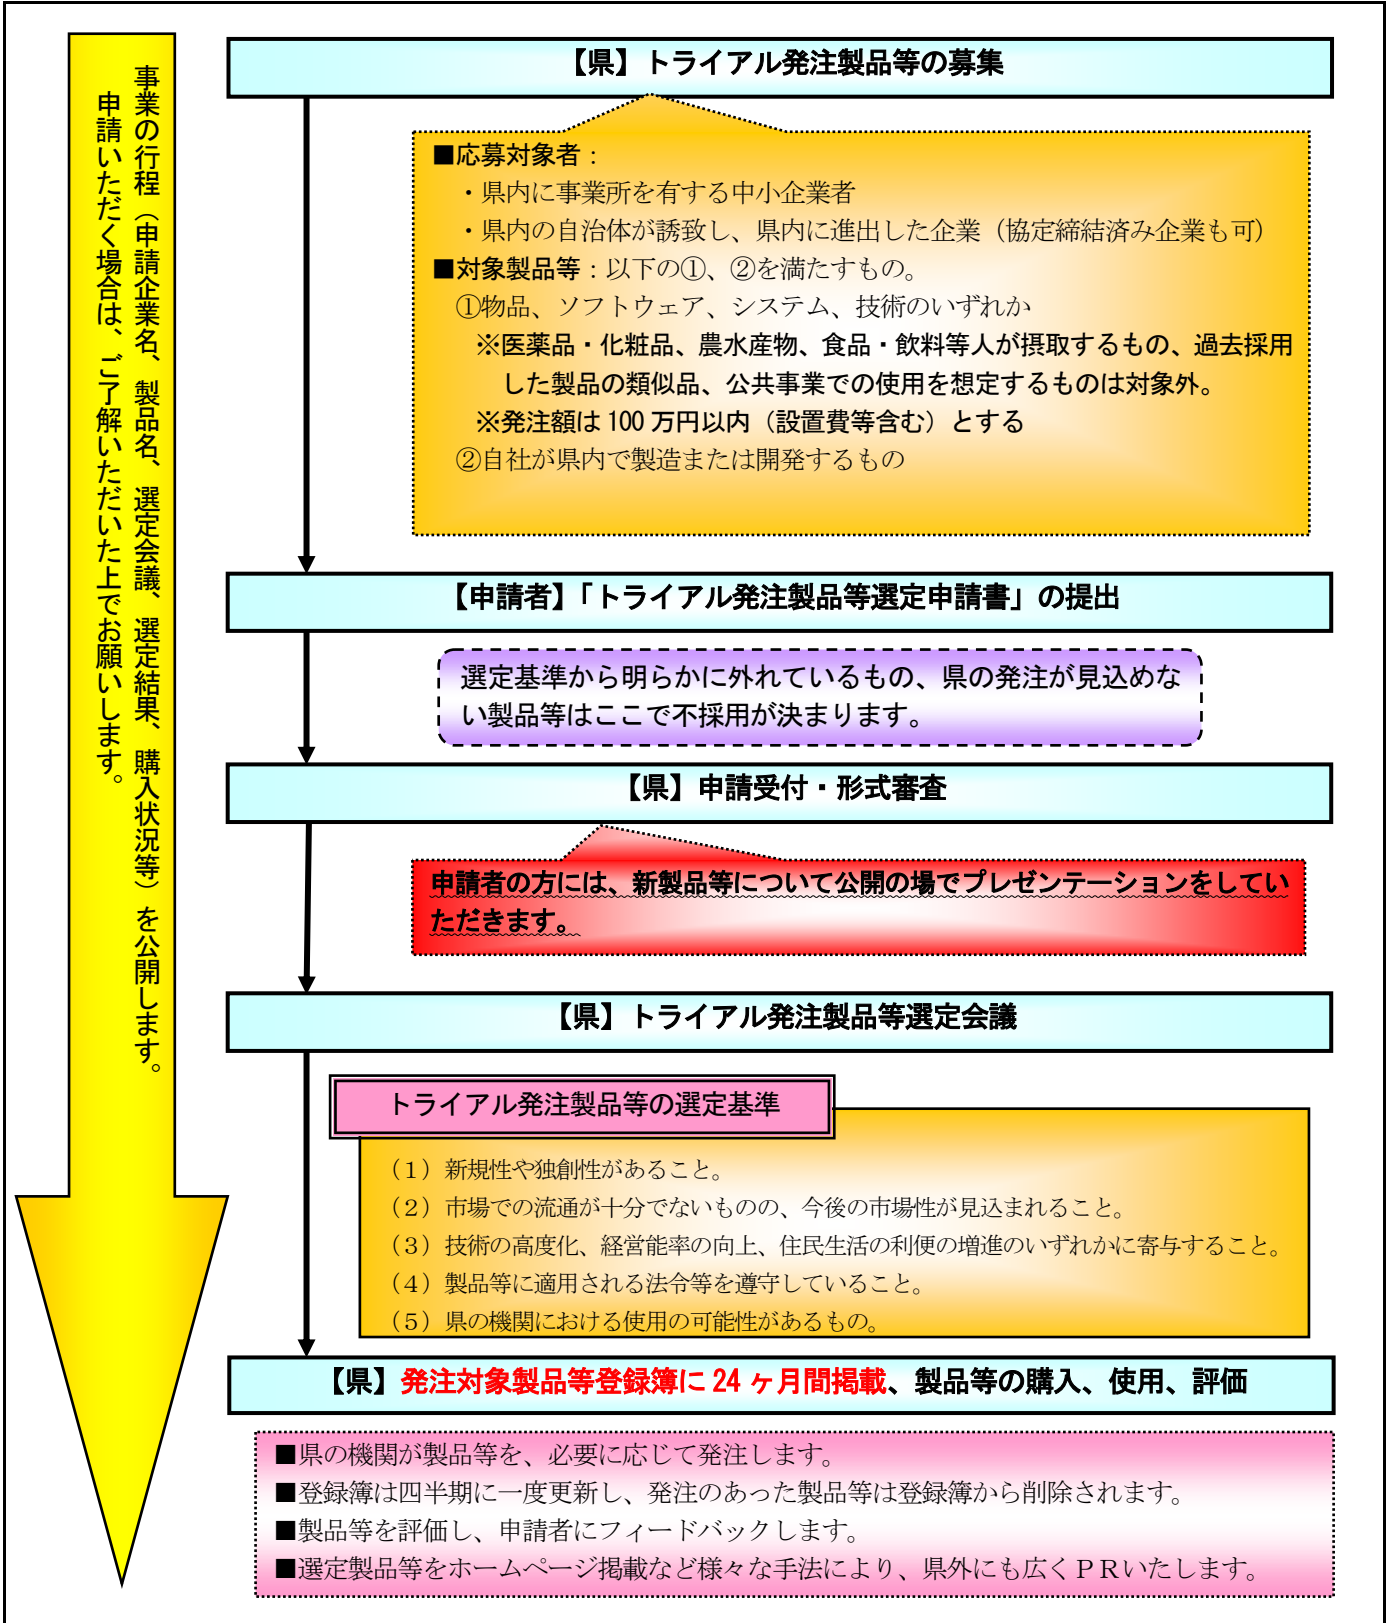 事業の行程（申請企業名、製品名、選定会議、選定結果、購入状況等）を公開します。
申請いただく場合は、ご了解いただいた上でお願いします。
【県】トライアル発注製品等の募集
■応募対象者：
・県内に事業所を有する中小企業者
・県内の自治体が誘致し、県内に進出した企業（協定締結済み企業も可）
■対象製品等：以下の①、②を満たすもの。
①物品、ソフトウェア、システム、技術のいずれか
※医薬品・化粧品、農水産物、食品・飲料等人が摂取するもの、過去採用
した製品の類似品、公共事業での使用を想定するものは対象外。
※発注額は100万円以内（設置費等含む）とする
②自社が県内で製造または開発するもの
【申請者】「トライアル発注製品等選定申請書」の提出
選定基準から明らかに外れているもの、県の発注が見込めな
い製品等はここで不採用が決まります。
【県】申請受付・形式審査
申請者の方には、新製品等について公開の場でプレゼンテーションをしてい
ただきます。
【県】トライアル発注製品等選定会議
トライアル発注製品等の選定基準
（１）新規性や独創性があること。
（２）市場での流通が十分でないものの、今後の市場性が見込まれること。
（３）技術の高度化、経営能率の向上、住民生活の利便の増進のいずれかに寄与すること。
（４）製品等に適用される法令等を遵守していること。
（５）県の機関における使用の可能性があるもの。
【県】発注対象製品等登録簿に24ヶ月間掲載、製品等の購入、使用、評価
■県の機関が製品等を、必要に応じて発注します。
■登録簿は四半期に一度更新し、発注のあった製品等は登録簿から削除されます。
■製品等を評価し、申請者にフィードバックします。
■選定製品等をホームページ掲載など様々な手法により、県外にも広くＰＲいたします。